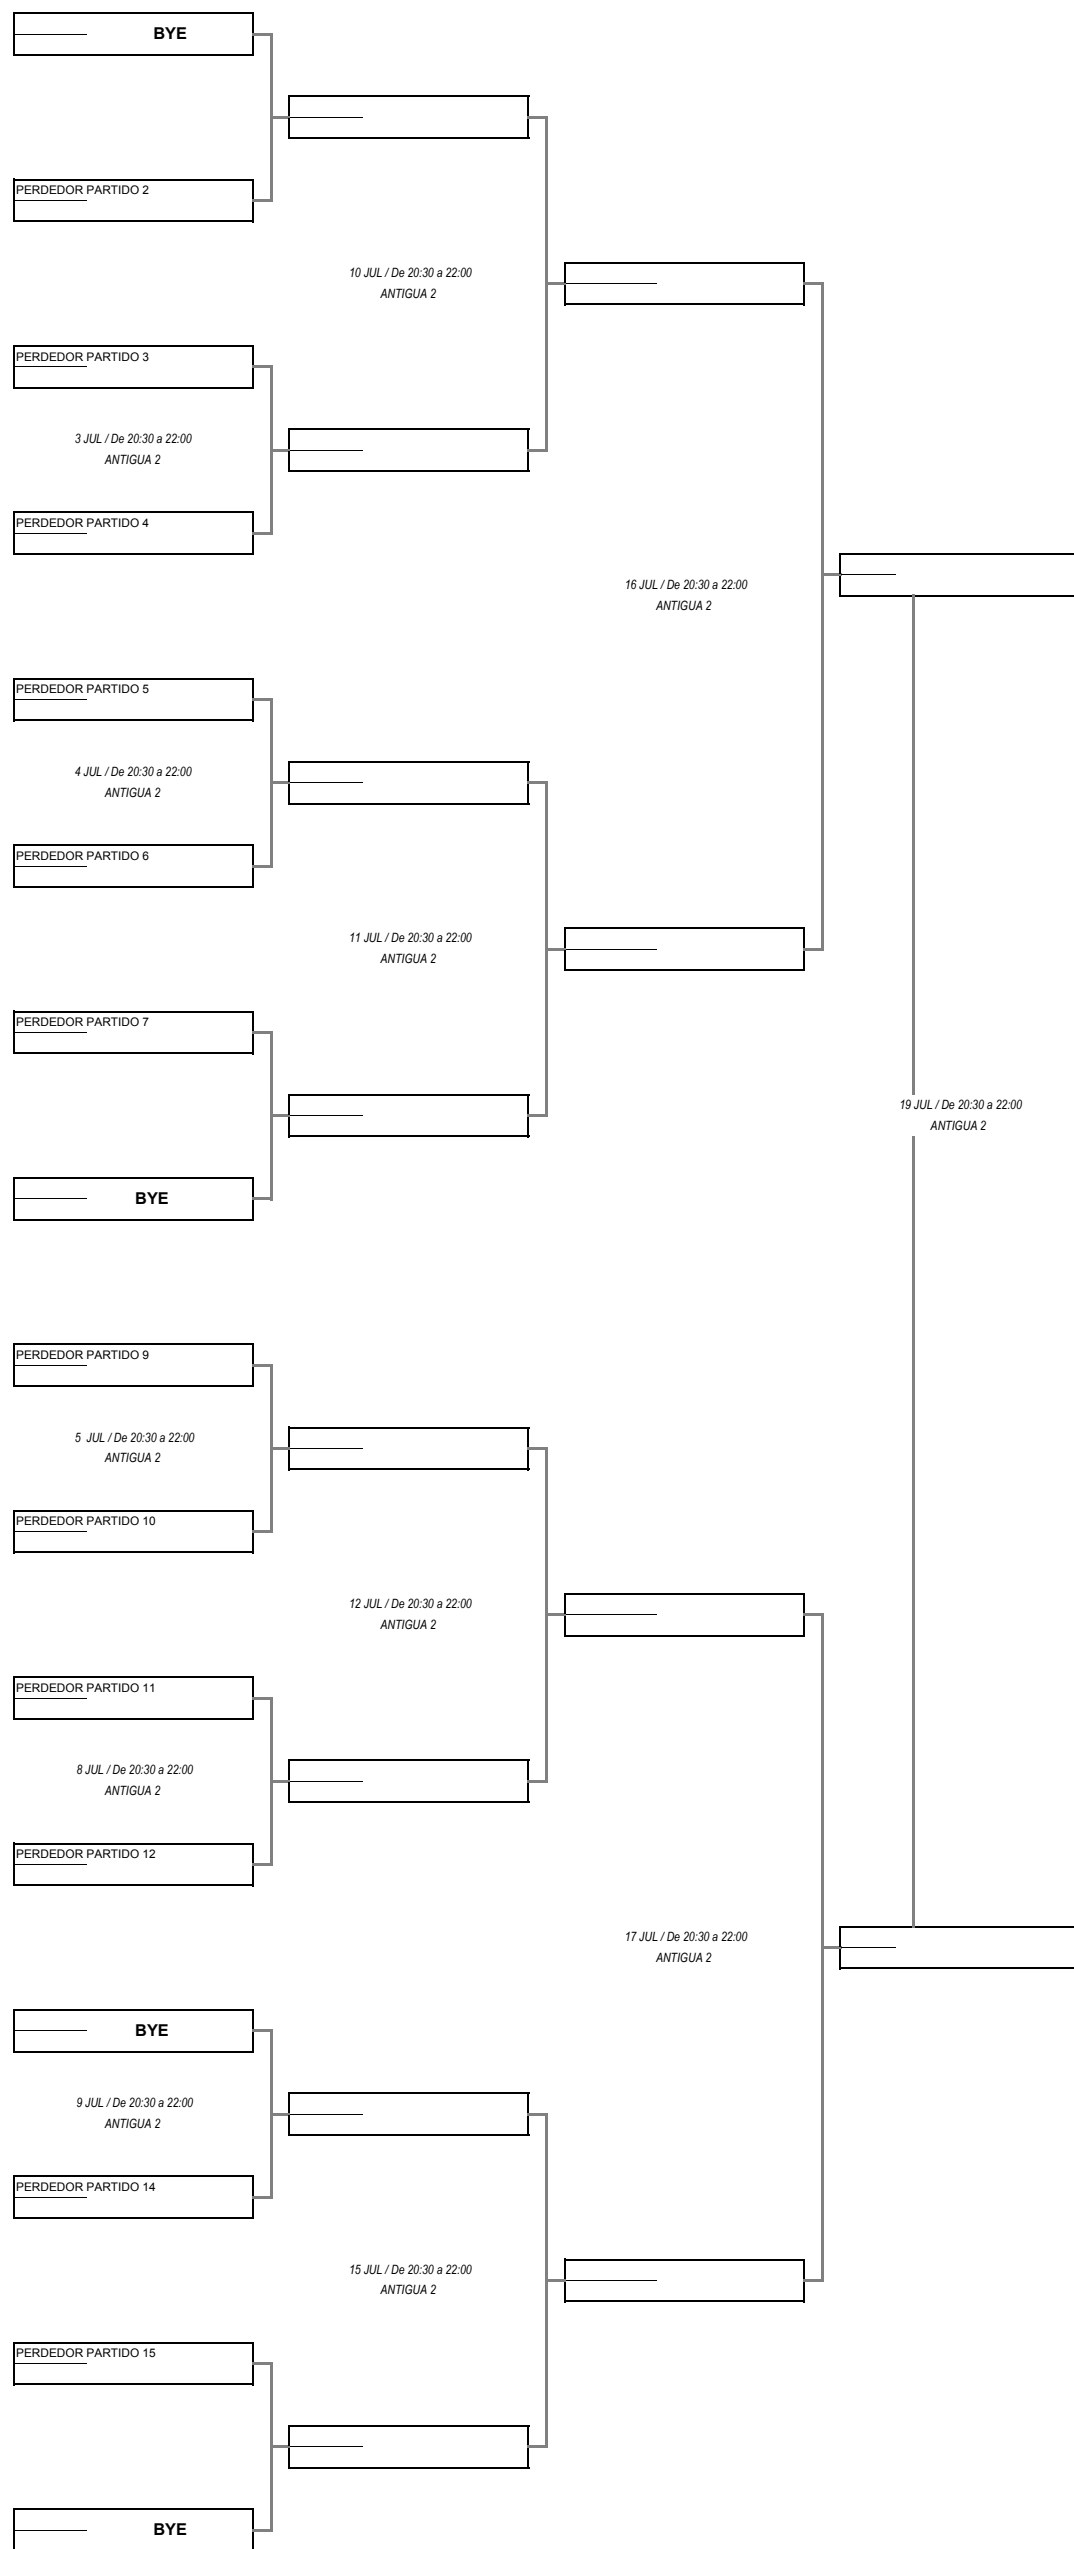 BYE
PERDEDOR PARTIDO 2
10 JUL / De 20:30 a 22:00
ANTIGUA 2
PERDEDOR PARTIDO 3
3 JUL / De 20:30 a 22:00
ANTIGUA 2
PERDEDOR PARTIDO 4
16 JUL / De 20:30 a 22:00
ANTIGUA 2
PERDEDOR PARTIDO 5
4 JUL / De 20:30 a 22:00
ANTIGUA 2
PERDEDOR PARTIDO 6
11 JUL / De 20:30 a 22:00
ANTIGUA 2
PERDEDOR PARTIDO 7
19 JUL / De 20:30 a 22:00
ANTIGUA 2
BYE
PERDEDOR PARTIDO 9
5 JUL / De 20:30 a 22:00
ANTIGUA 2
PERDEDOR PARTIDO 10
12 JUL / De 20:30 a 22:00
ANTIGUA 2
PERDEDOR PARTIDO 11
8 JUL / De 20:30 a 22:00
ANTIGUA 2
PERDEDOR PARTIDO 12
17 JUL / De 20:30 a 22:00
ANTIGUA 2
BYE
9 JUL / De 20:30 a 22:00
ANTIGUA 2
PERDEDOR PARTIDO 14
15 JUL / De 20:30 a 22:00
ANTIGUA 2
PERDEDOR PARTIDO 15
BYE